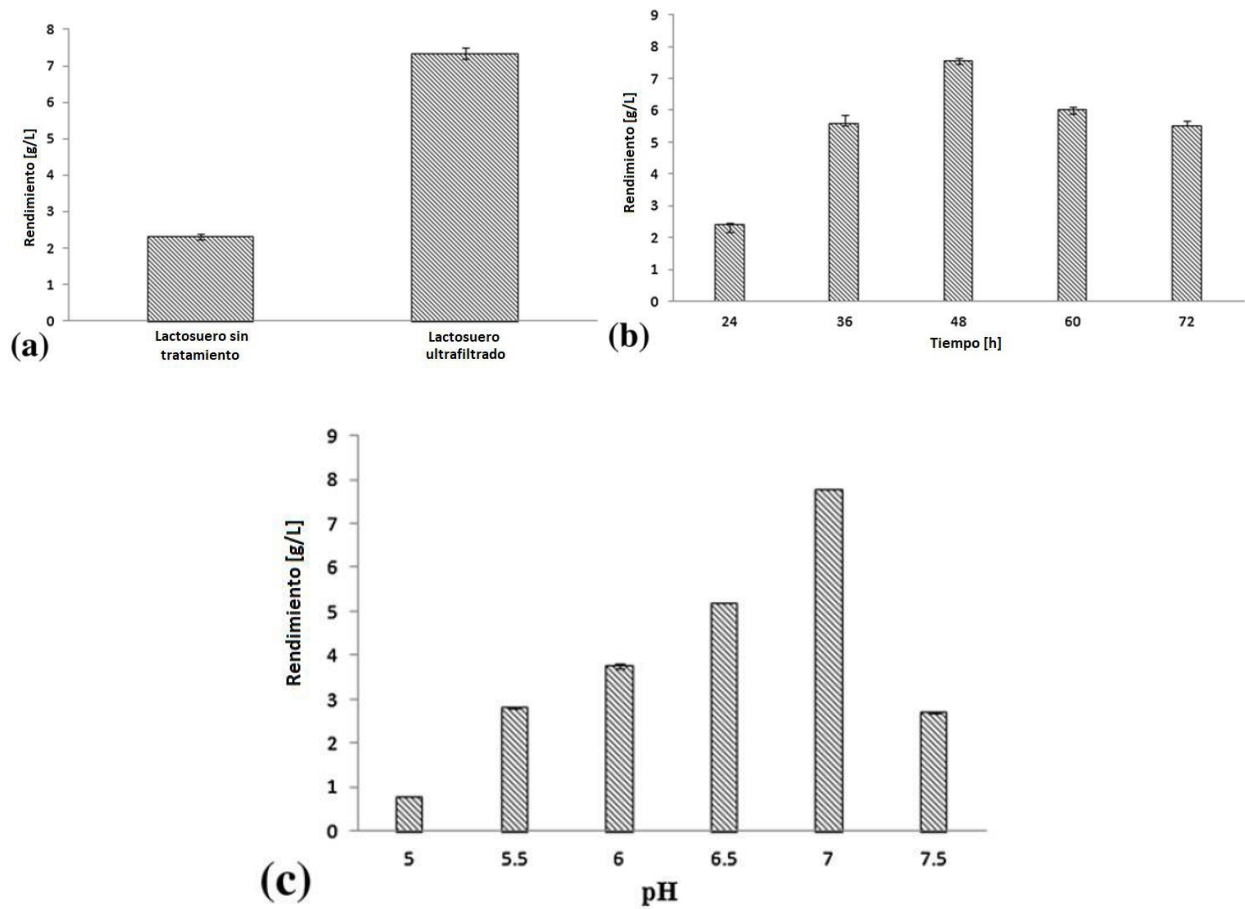 8
7
6
5
4
3
2
1
0
Rendimiento [g/L]
Lactosuero sin
tratamiento
Lactosuero
ultrafiltrado
(a)
9
8
7
6
5
4
3
2
1
0
Rendimiento [g/L]
24 36 48 60 72
Tiempo [h]
(b)
9
8
7
6
5
4
3
2
1
0
Rendimiento [g/L]
5 5.5 6 6.5 7 7.5
pH
(c)